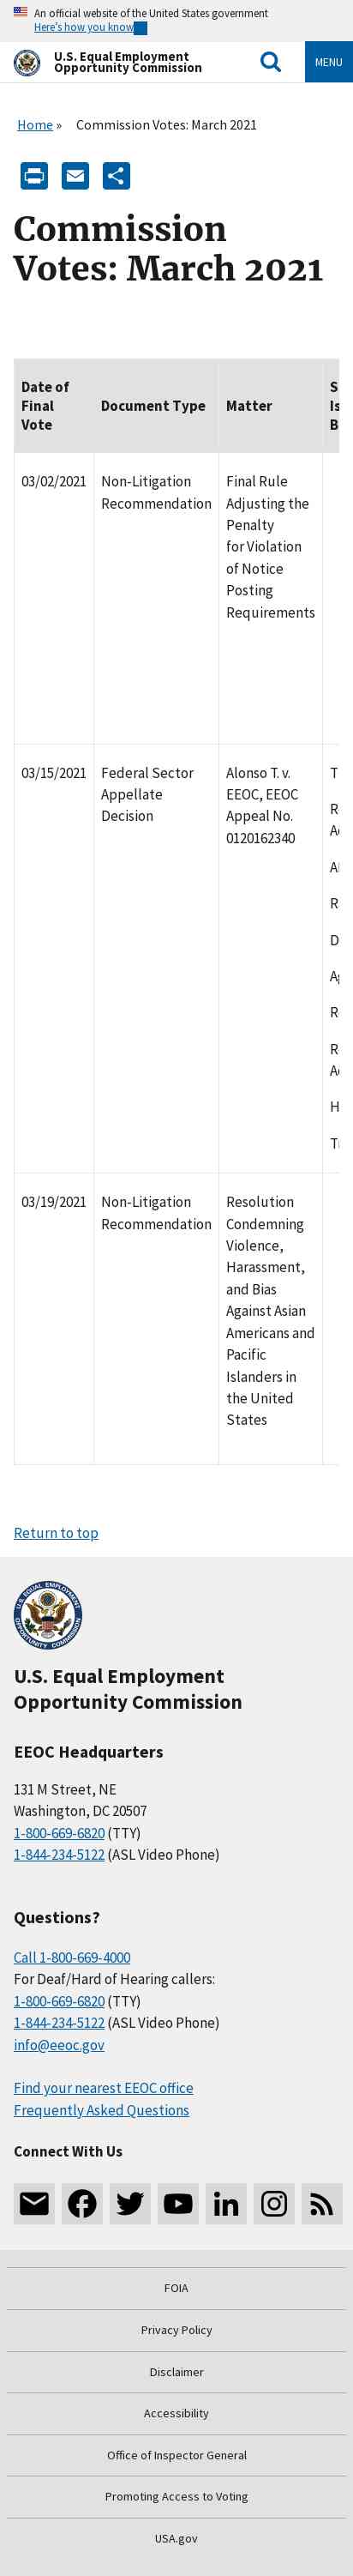 An official website of the United States government
Here's how you know
U.S. Equal Employment
Opportunity Commission
MENU
Home » Commission Votes: March 2021
Commission
Votes: March 2021
Date of
Final
Vote
Document Type
Matter
03/02/2021
Non-Litigation
Recommendation
Final Rule
Adjusting the
Penalty
for Violation
of Notice
Posting
Requirements
03/15/2021
Federal Sector
Appellate
Decision
Alonso T. v.
EEOC, EEOC
Appeal No.
0120162340
03/19/2021
Non-Litigation
Recommendation
Resolution
Condemning
Violence,
Harassment,
and Bias
Against Asian
Americans and
Pacific
Islanders in
the United
States
Return to top
U.S. Equal Employment
Opportunity Commission
EEOC Headquarters
131 M Street, NE
Washington, DC 20507
1-800-669-6820 (TTY)
1-844-234-5122 (ASL Video Phone)
Questions?
Call 1-800-669-4000
For Deaf/Hard of Hearing callers:
1-800-669-6820 (TTY)
1-844-234-5122 (ASL Video Phone)
info@eeoc.gov
Find your nearest EEOC office
Frequently Asked Questions
Connect With Us
FOIA
Privacy Policy
Disclaimer
Accessibility
Office of Inspector General
Promoting Access to Voting
USA.gov